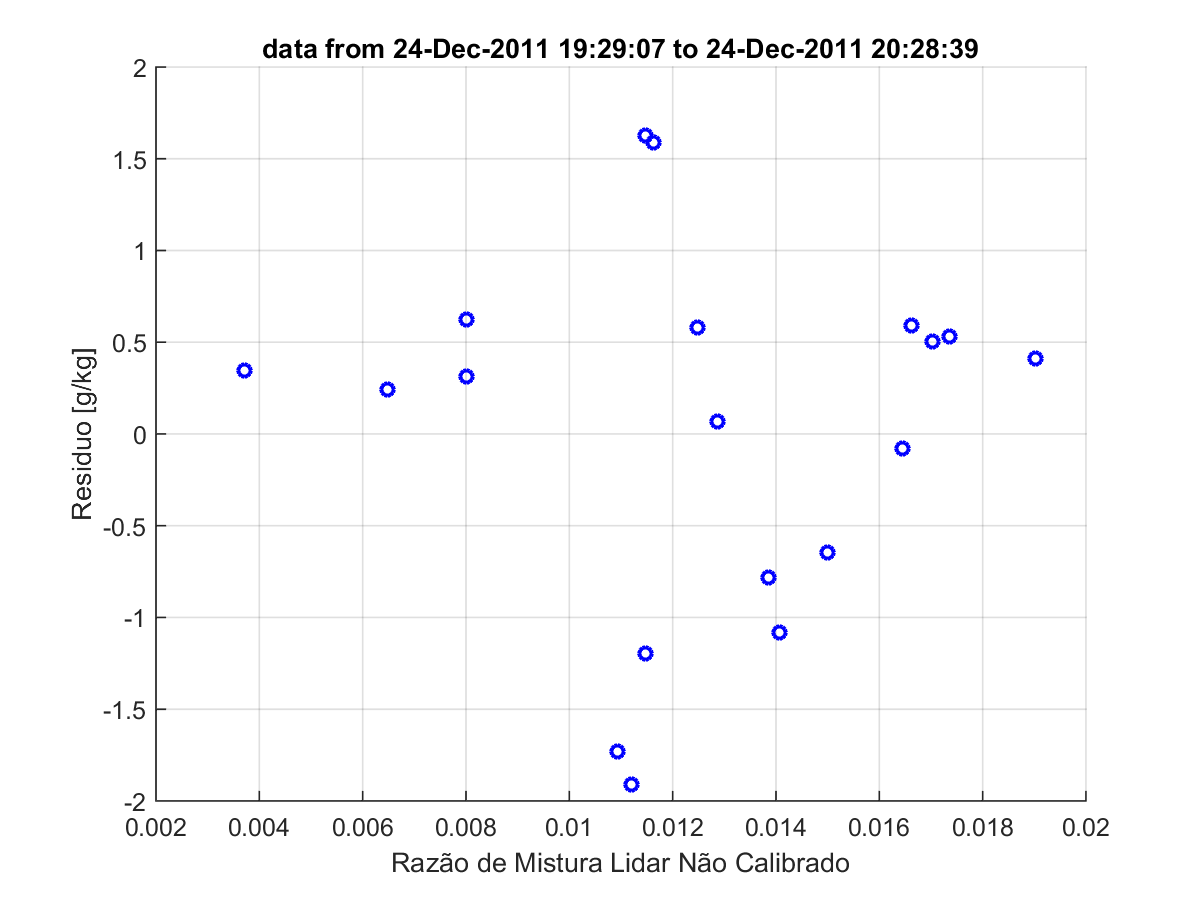 data from 24-Dec-2011 19:29:07 to 24-Dec-2011 20:28:39
2
1.5
1
0.5
0
-0.5
-1
-1.5
-2
Residuo [g/kg]
0.002 0.004 0.006 0.008 0.01 0.012 0.014 0.016 0.018 0.02
Razão de Mistura Lidar Não Calibrado